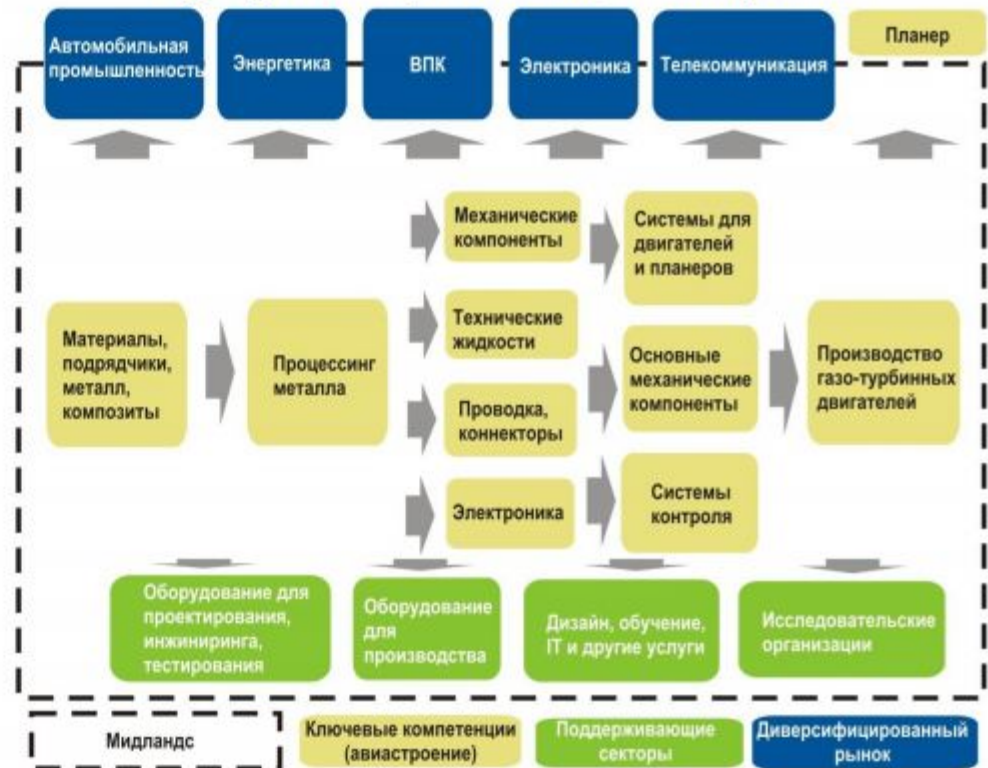 Автомобильная
промышленность
Энергетика
ВПК
Электроника
Телекоммуникация
Планер
Механические
компоненты
Системы для
двигателей
и планеров
Материалы,
подрядчики,
металл,
композиты
Процессинг
металла
Технические
жидкости
Проводка,
коннекторы
Основные
механические
компоненты
Производство
газо-турбинных
двигателей
Электроника
Системы
контроля
Оборудование для
проектирования,
инжиниринга,
тестирования
Оборудование
для
производства
Дизайн, обучение,
IT и другие услуги
Исследовательские
организации
Мидландс
Ключевые компетенции
(авиастроение)
Поддерживающие
секторы
Диверсифицированный
рынок